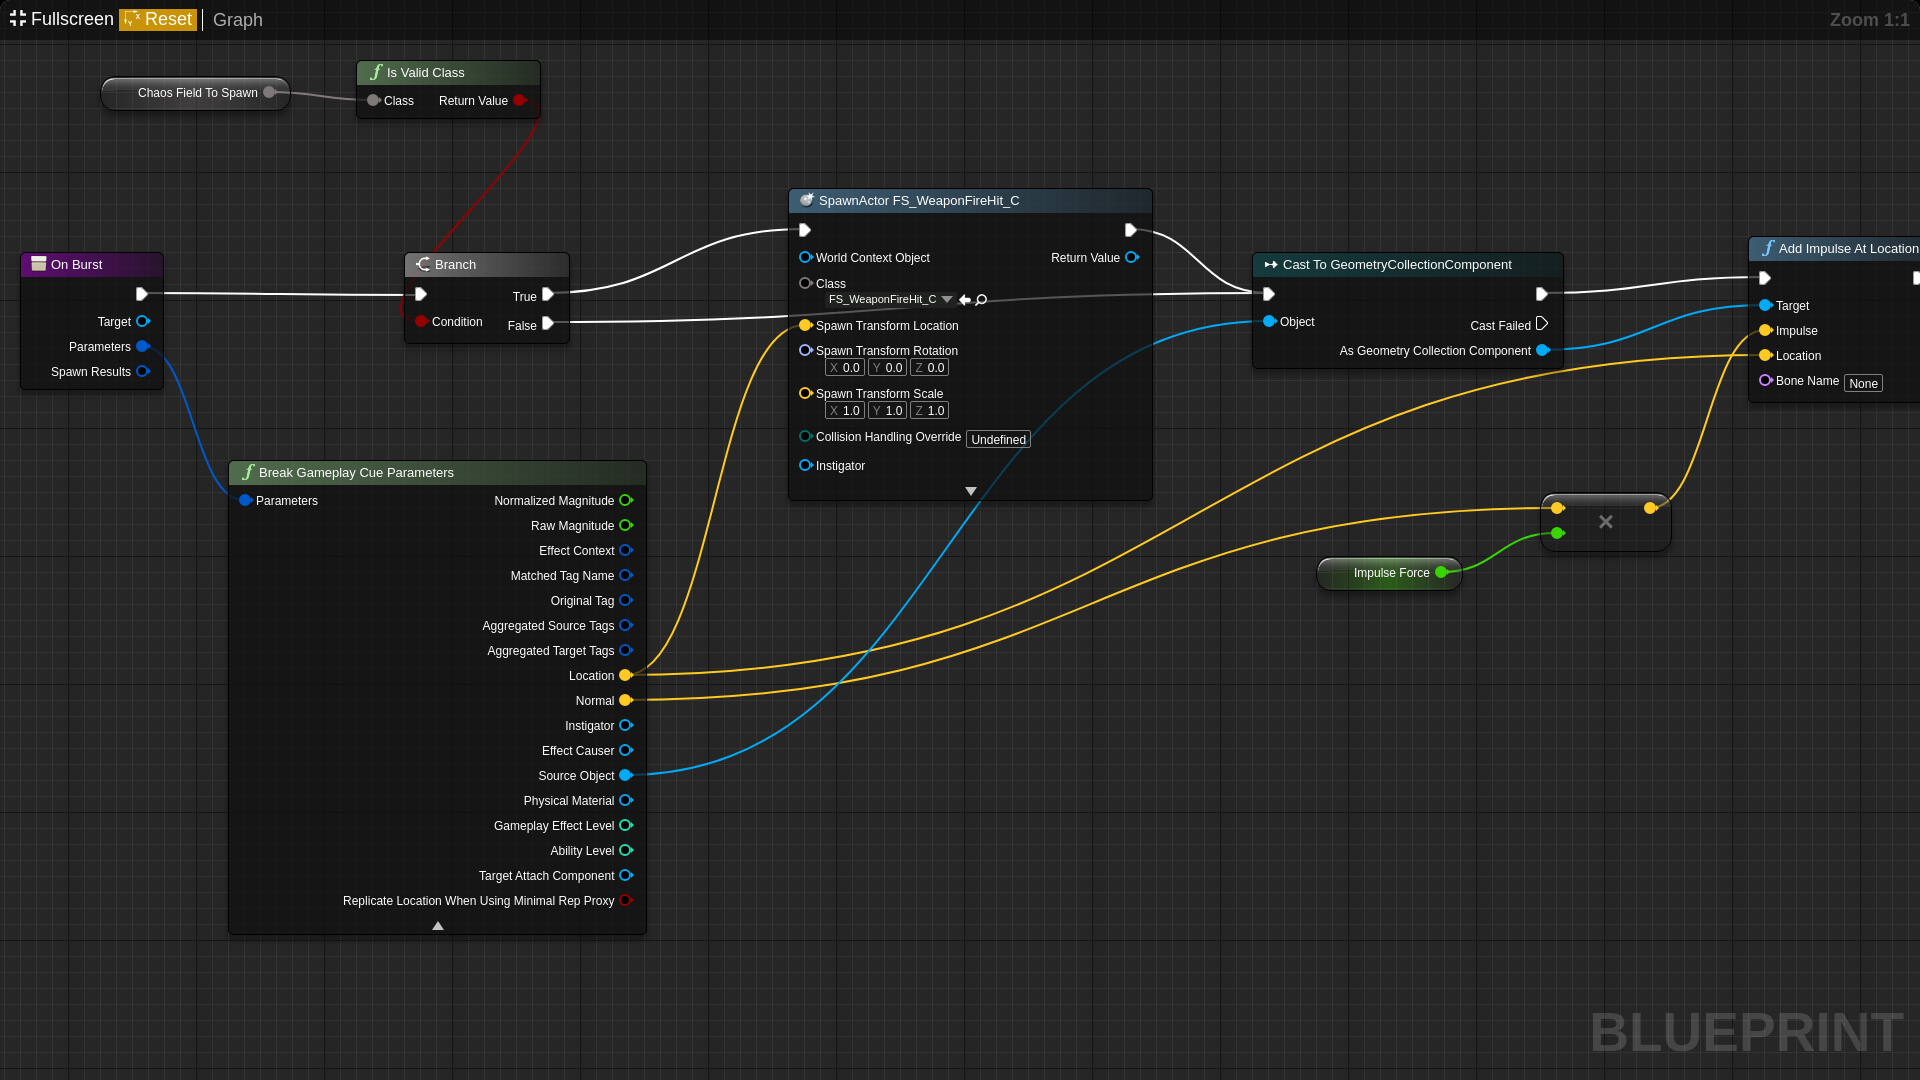 Fullscreen Reset Graph
Zoom 1:1
Chaos Field To Spawn
Is Valid Class
Class Return Value
On Burst
Target
Parameters
Spawn Results
Branch
True
Condition
False
SpawnActor FS_WeaponFireHit_C
World Context Object Return Value
Class
FS_WeaponFireHit_C
Spawn Transform Location
Spawn Transform Rotation
X 0.0 Y 0.0 Z 0.0
Spawn Transform Scale
X 1.0 Y 1.0 Z 1.0
Collision Handling Override Undefined
Instigator
Cast To GeometryCollectionComponent
Object
Cast Failed
As Geometry Collection Component
Add Impulse At Location
Target
Impulse
Location
Bone Name None
Break Gameplay Cue Parameters
Parameters
Normalized Magnitude
Raw Magnitude
Effect Context
Matched Tag Name
Original Tag
Aggregated Source Tags
Aggregated Target Tags
Location
Normal
Instigator
Effect Causer
Source Object
Physical Material
Gameplay Effect Level
Ability Level
Target Attach Component
Replicate Location When Using Minimal Rep Proxy
Impulse Force
BLUEPRINT